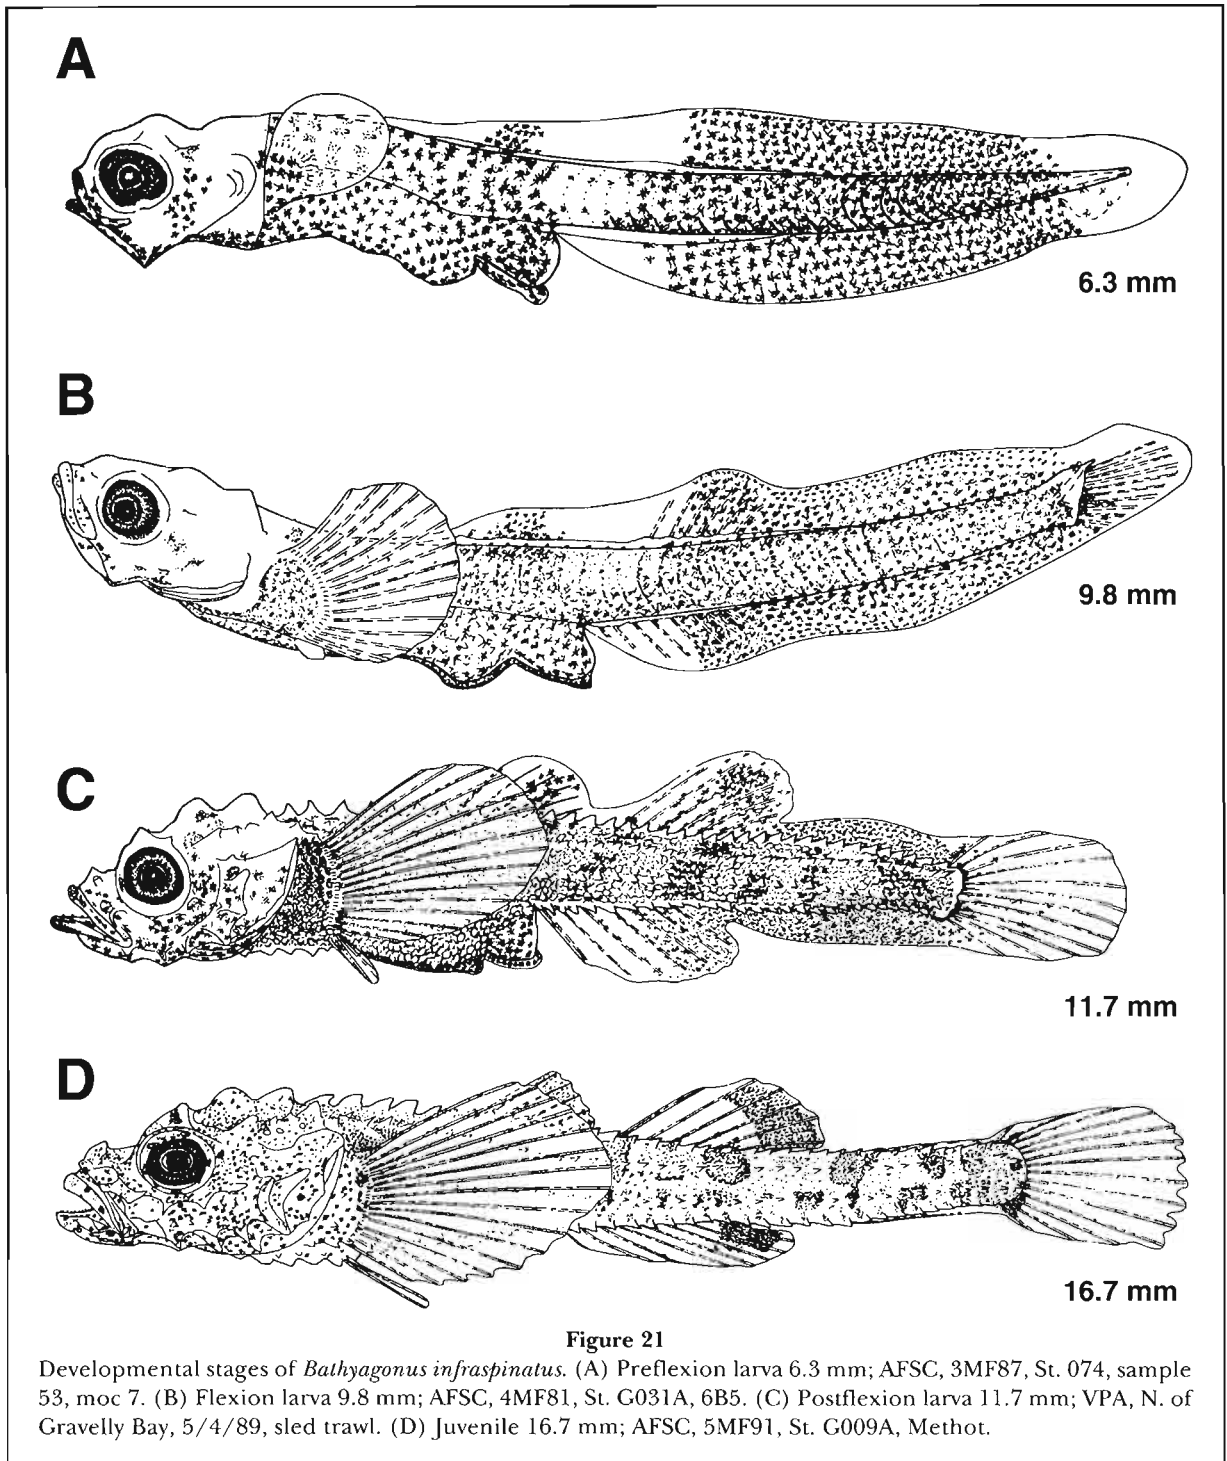 A
6.3 mm
B
9.8 mm
C
11.7 mm
D
16.7 mm
Figure 21
Developmental stages of Bathyagonus infraspinatus. (A) Preflexion larva 6.3 mm; AFSC, 3MF87, St. 074, sample
53, moc 7. (B) Flexion larva 9.8 mm; AFSC, 4MF81, St. G031A, 6B5. (C) Postflexion larva 11.7 mm; VPA, N. of
Gravelly Bay, 5/4/89, sled trawl. (D) Juvenile 16.7 mm; AFSC, 5MF91, St. G009A, Methot.